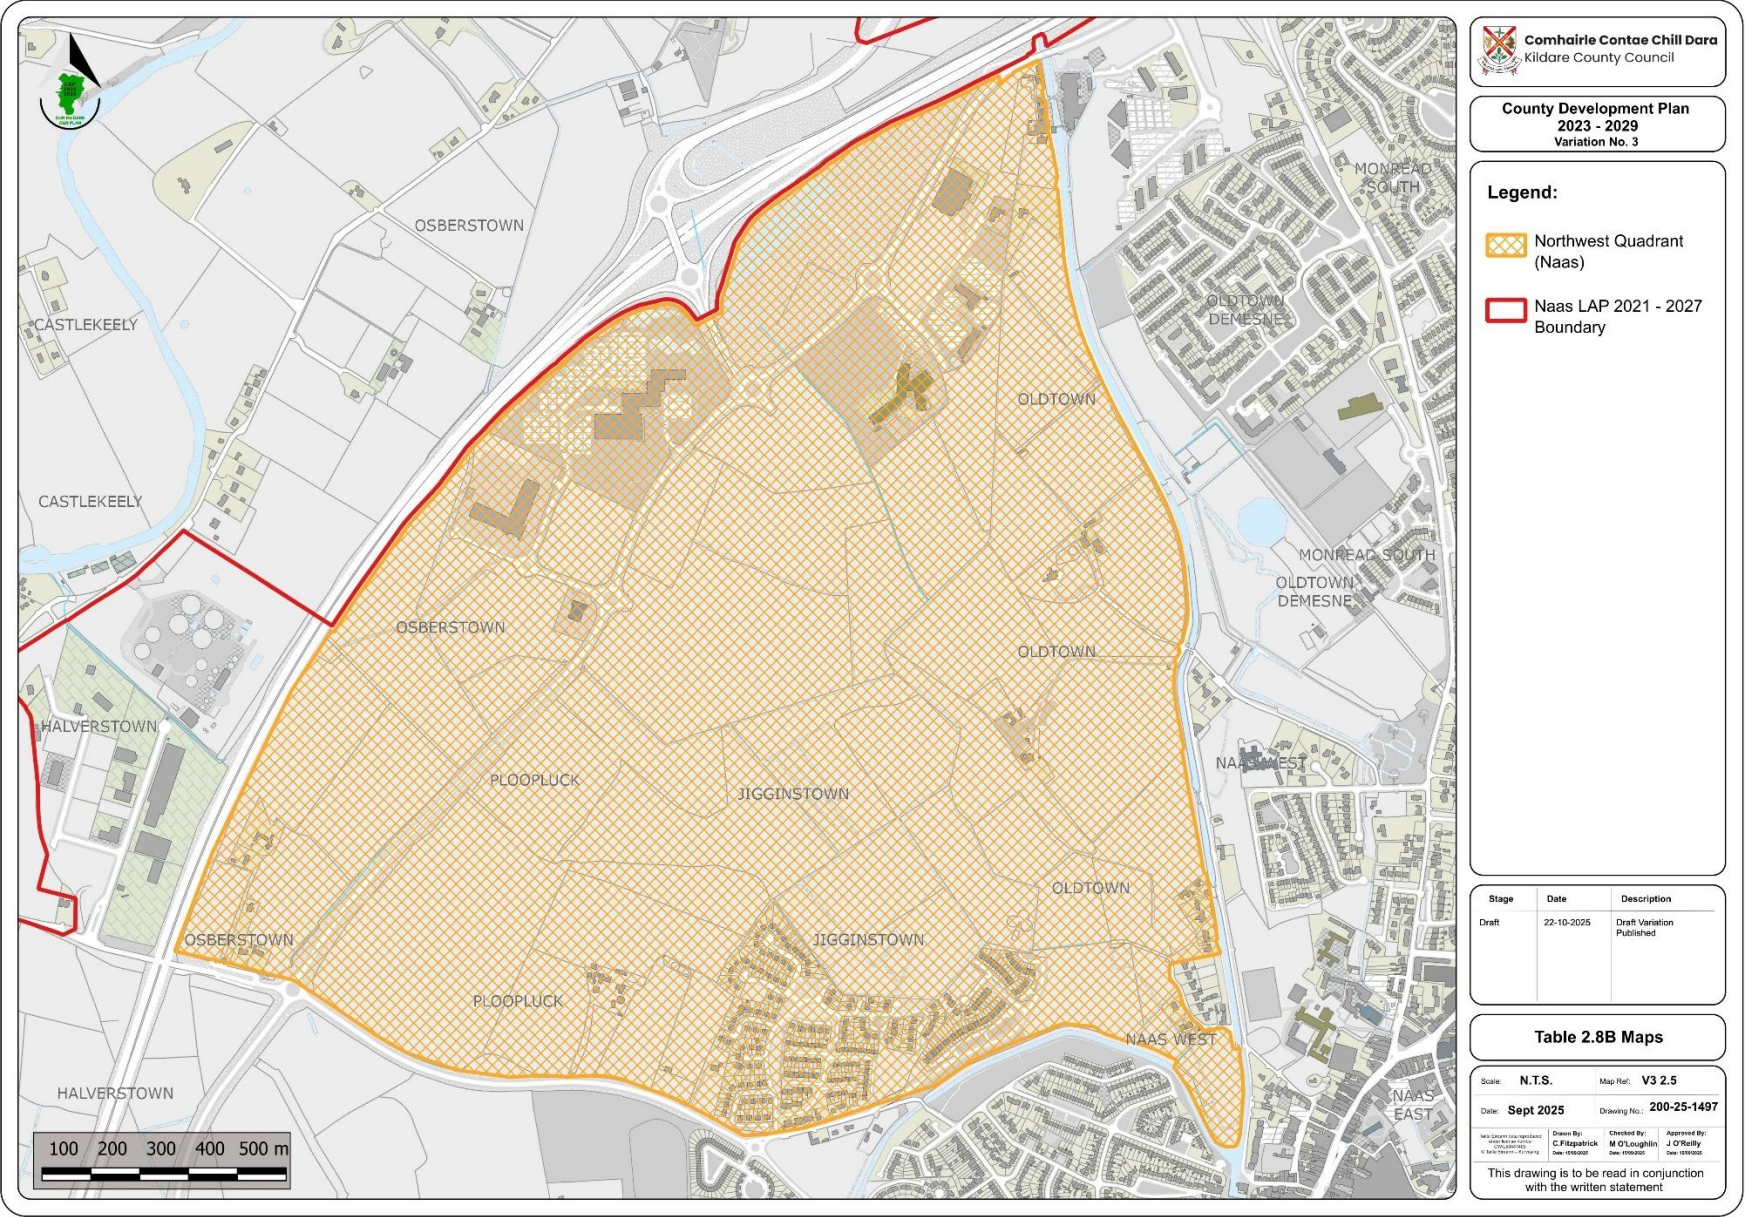 OUR KILDARE
OUR PLAN
OSBERSTOWN
CASTLEKEELY
CASTLEKEELY
HALVERSTOWN
OSBERSTOWN
HALVERSTOWN
OSBERSTOWN
PLOOPLUCK
PLOOPLUCK
JIGGINSTOWN
JIGGINSTOWN
OLDTOWN
OLDTOWN
OLDTOWN
NAAS WEST
MONREAD
SOUTH
OLDTOWN
DEMESNE
MONREAD SOUTH
OLDTOWN
DEMESNE
NAAS WEST
NAAS
EAST
100 200 300 400 500 m
Comhairle Contae Chill Dara
Kildare County Council
County Development Plan
2023 - 2029
Variation No. 3
Legend:
Northwest Quadrant
(Naas)
Naas LAP 2021 - 2027
Boundary
Stage Date Description
Draft 22-10-2025 Draft Variation
Published
Table 2.8B Maps
Scale: N.T.S. Map Ref: V3 2.5
Date: Sept 2025 Drawing No.: 200-25-1497
Drawn By: Checked By: Approved By:
C.Fitzpatrick M O'Loughlin J O'Reilly
This drawing is to be read in conjunction
with the written statement